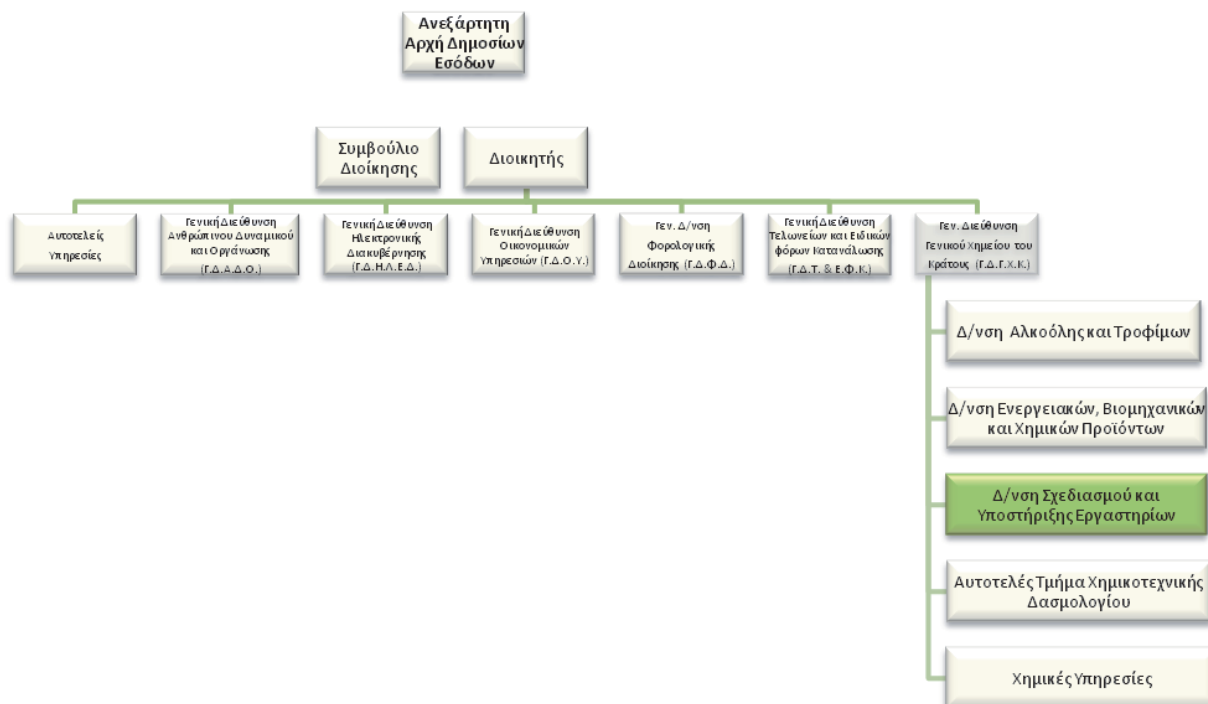 Ανεξάρτητη
Αρχή Δημοσίων
Εσόδων
Συμβούλιο
Διοίκησης
Διοικητής
Αυτοτελείς
Υπηρεσίες
Γενική Διεύθυνση
Ανθρώπινου Δυναμικού
και Οργάνωσης
(Γ.Δ.Α.Δ.Ο.)
Γενική Διεύθυνση
Ηλεκτρονικής
Διακυβέρνησης
(Γ.Δ.Η.Λ.Ε.Δ.)
Γενική Διεύθυνση
Οικονομικών
Υπηρεσιών (Γ.Δ.Ο.Υ.)
Γεν. Δ/νση
Φορολογικής
Διοίκησης (Γ.Δ.Φ.Δ.)
Γενική Διεύθυνση
Τελωνείων και Ειδικών
φόρων Κατανάλωσης
(Γ.Δ.Τ. & Ε.Φ.Κ.)
Γεν. Διεύθυνση
Γενικού Χημείου του
Κράτους (Γ.Δ.Γ.Χ.Κ.)
Δ/νση Αλκοόλης και Τροφίμων
Δ/νση Ενεργειακών, Βιομηχανικών
και Χημικών Προϊόντων
Δ/νση Σχεδιασμού και
Υποστήριξης Εργαστηρίων
Αυτοτελές Τμήμα Χημικοτεχνικής
Δασμολογίου
Χημικές Υπηρεσίες